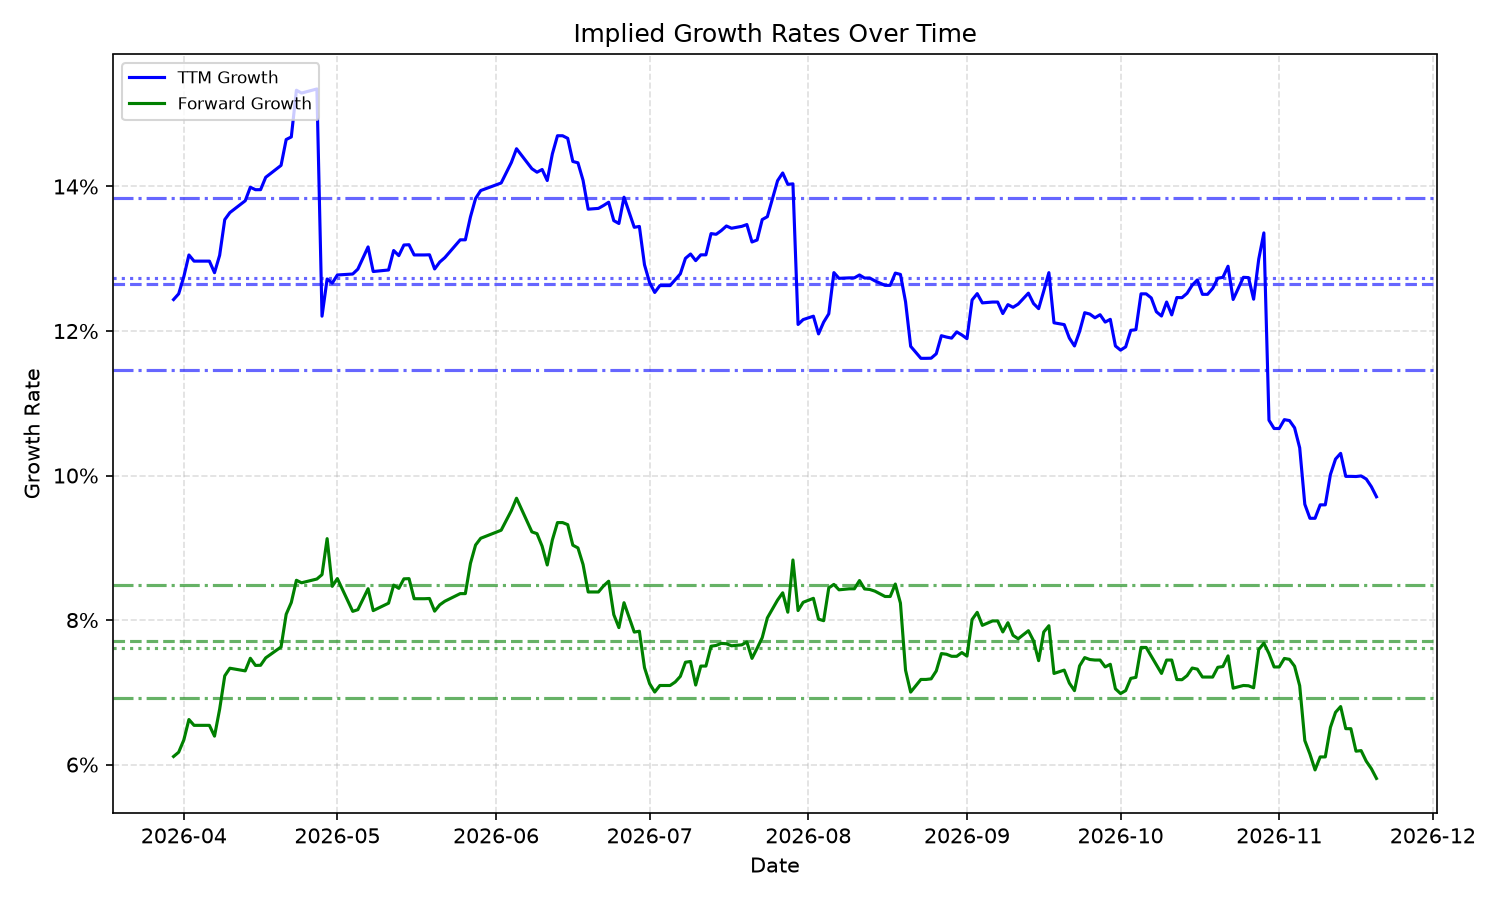 Implied Growth Rates Over Time
TTM Growth
Forward Growth
14%
12%
10%
8%
6%
Growth Rate
2026-04 2026-05 2026-06 2026-07 2026-08 2026-09 2026-10 2026-11 2026-12
Date